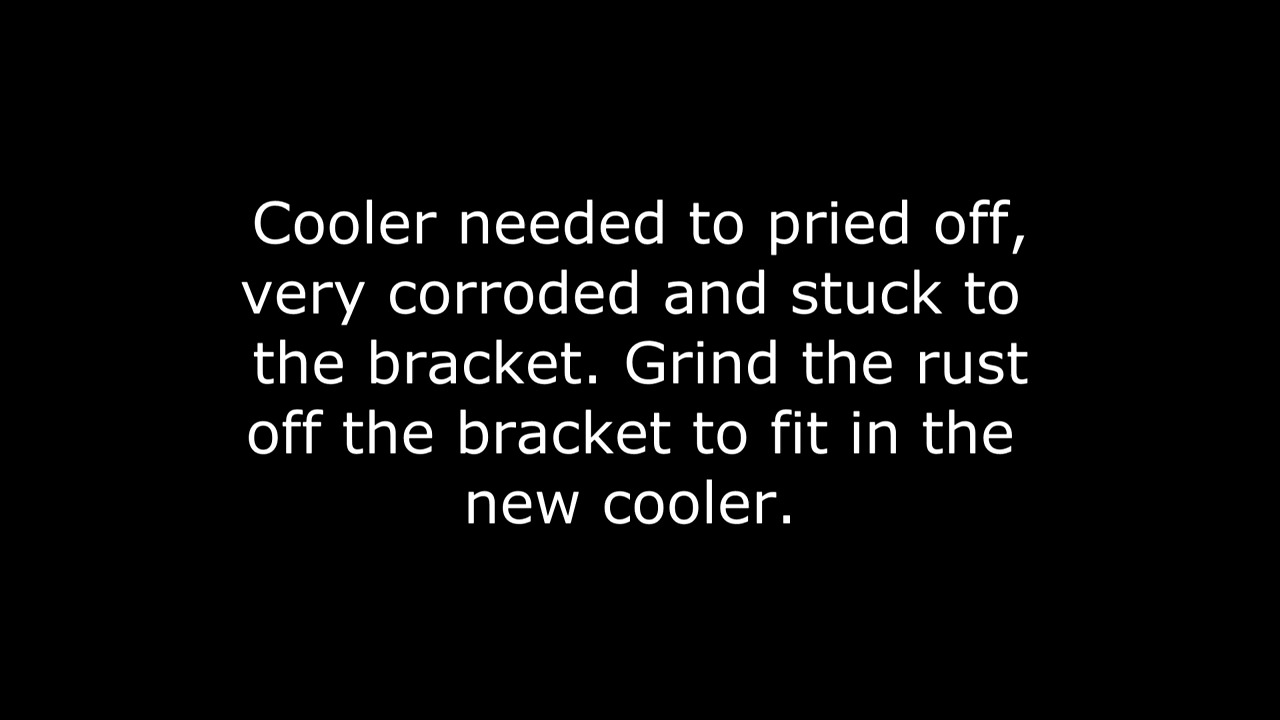 Cooler needed to pried off,
very corroded and stuck to
the bracket. Grind the rust
off the bracket to fit in the
new cooler.